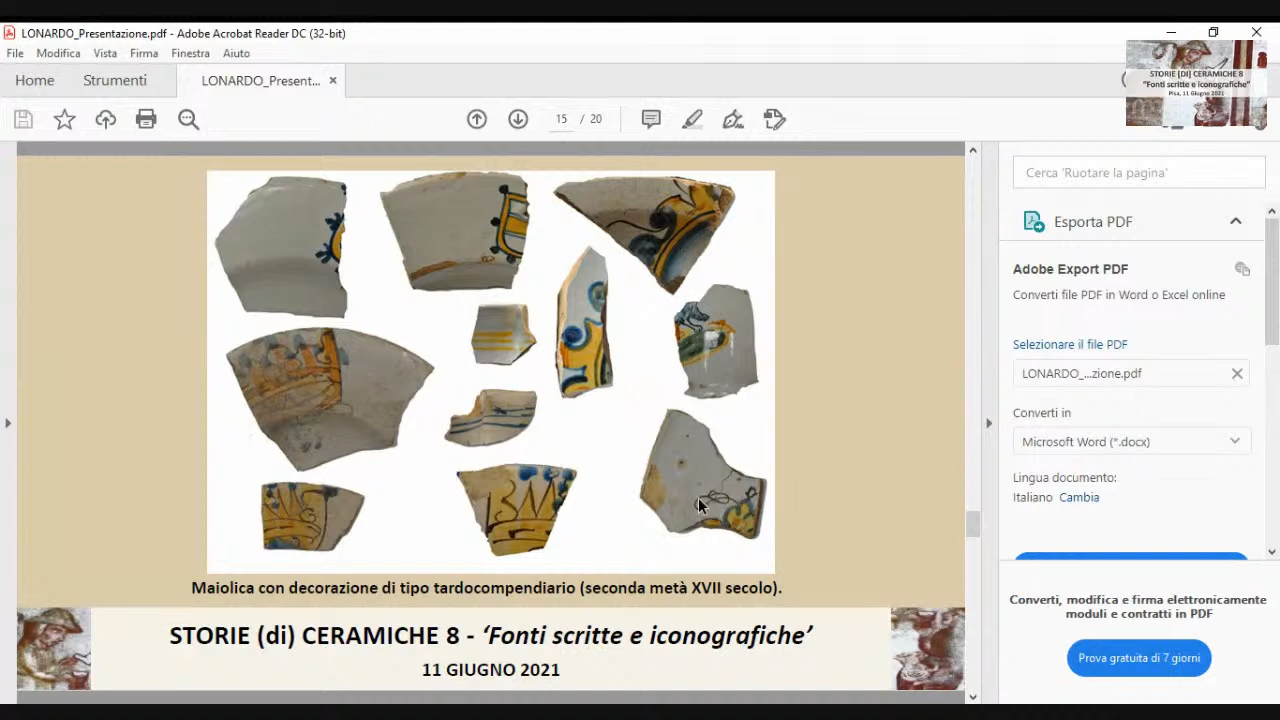 LONARDO_Presentazione.pdf - Adobe Acrobat Reader DC (32-bit)
File Modifica Vista Firma Finestra Aiuto
Home Strumenti LONARDO_Present...
15 / 20
STORIE [DI] CERAMICHE 8
"Fonti scritte e iconografiche"
Pisa, 11 Giugno 2021
Cerca 'Ruotare la pagina'
Esporta PDF
Adobe Export PDF
Converti file PDF in Word o Excel online
Selezionare il file PDF
LONARDO_...zione.pdf
Converti in
Microsoft Word (*.docx)
Lingua documento:
Italiano Cambia
Converti, modifica e firma elettronicamente
moduli e contratti in PDF
Prova gratuita di 7 giorni
Maiolica con decorazione di tipo tardocompendiario (seconda metà XVII secolo).
STORIE (di) CERAMICHE 8 - ‘Fonti scritte e iconografiche’
11 GIUGNO 2021